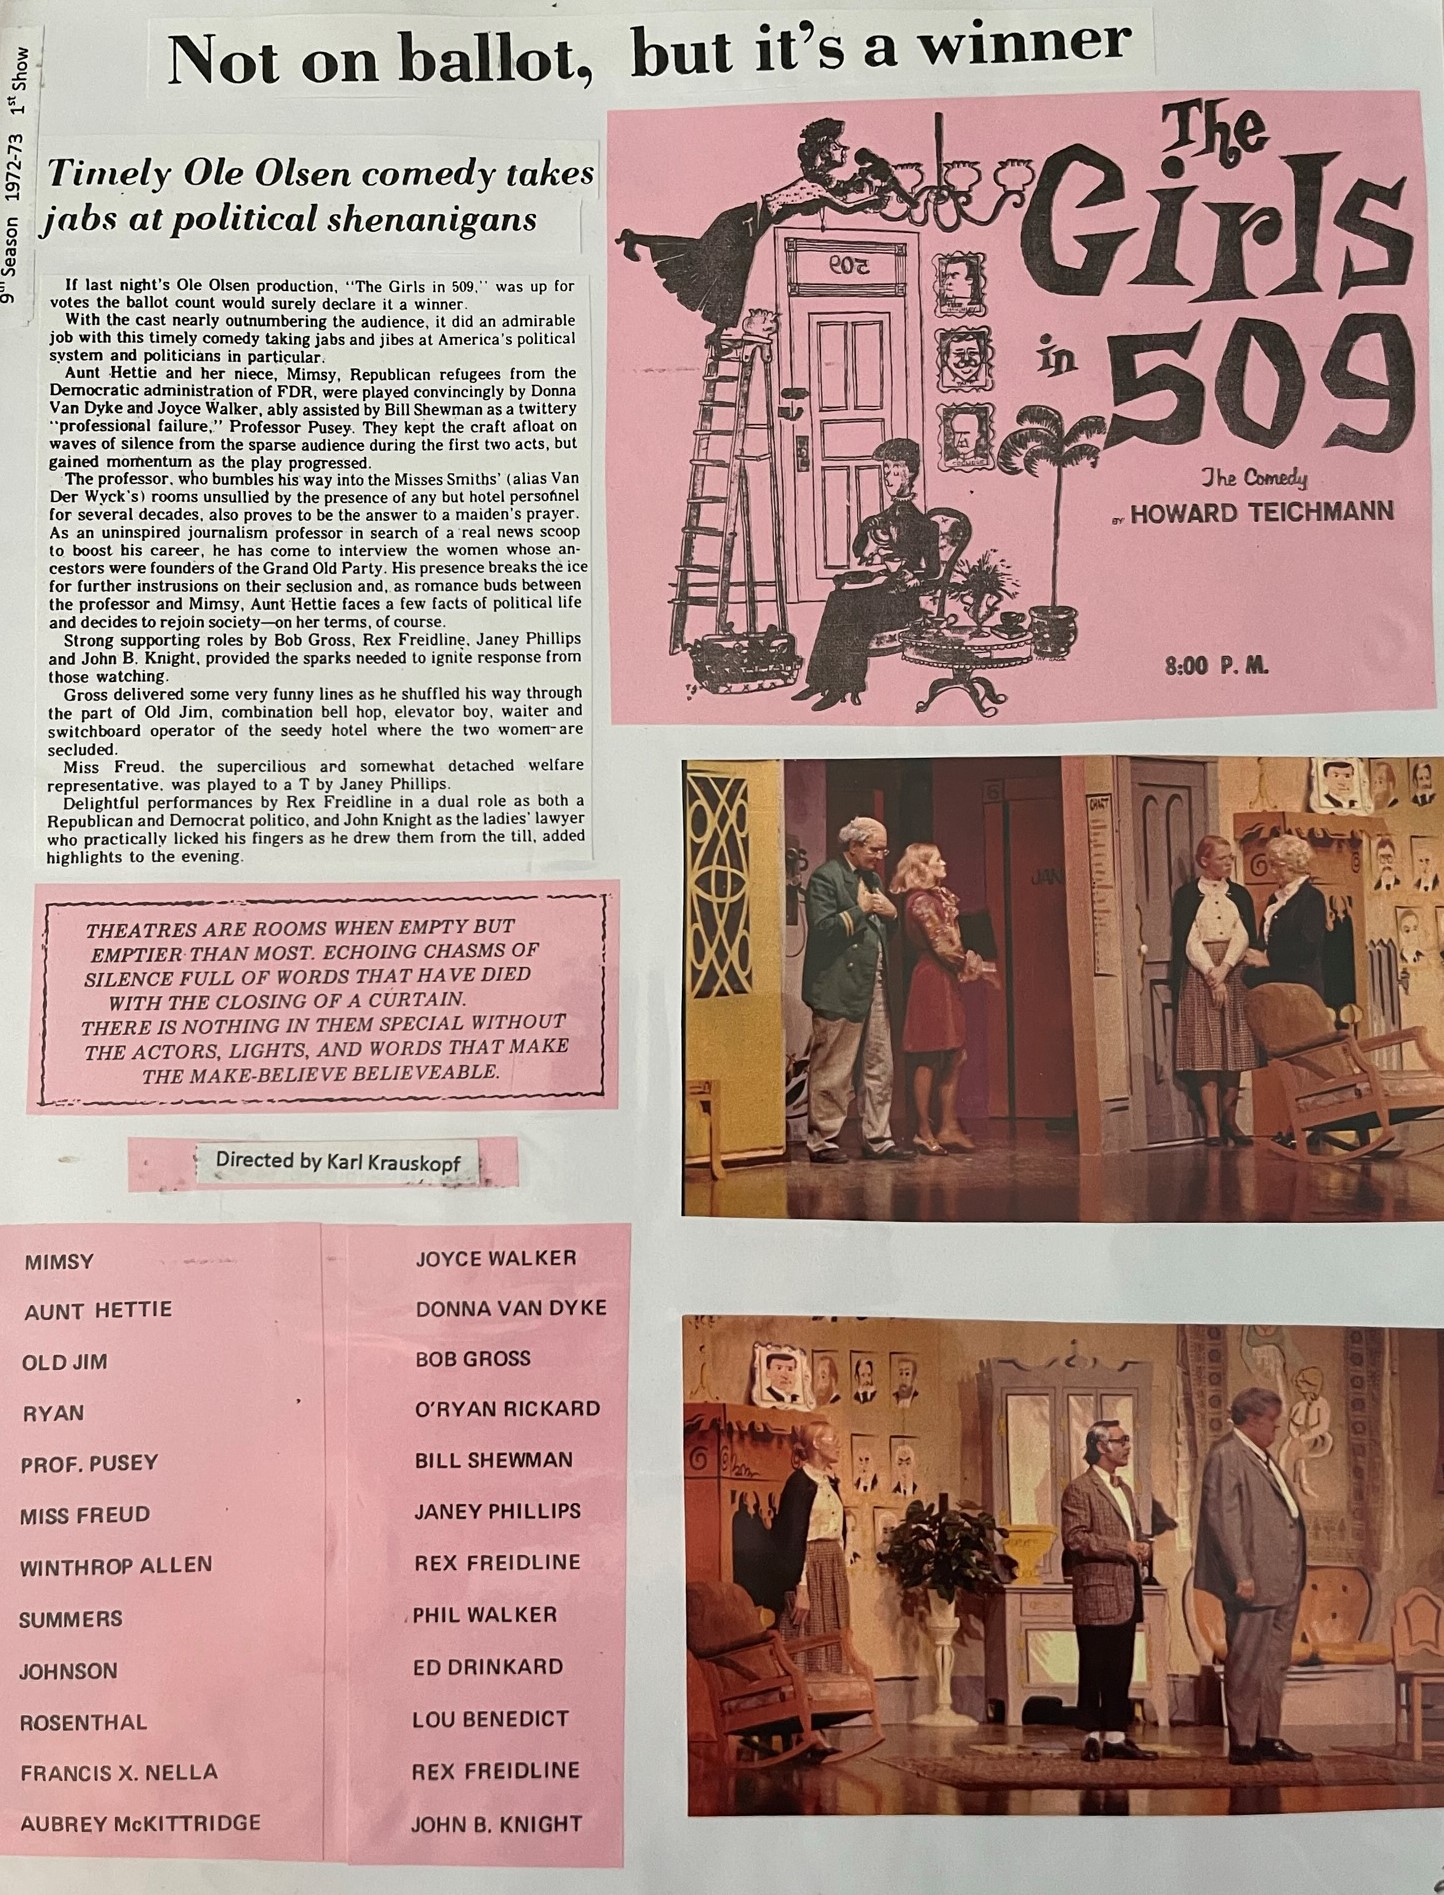 Not on ballot, but it's a winner
9th Season 1972-73 1st Show
Timely Ole Olsen comedy takes
jabs at political shenanigans
If last night's Ole Olsen production, "The Girls in 509," was up for
votes the ballot count would surely declare it a winner.
With the cast nearly outnumbering the audience, it did an admirable
job with this timely comedy taking jabs and jibes at America's political
system and politicians in particular.
Aunt Hettie and her niece, Mimsy, Republican refugees from the
Democratic administration of FDR, were played convincingly by Donna
Van Dyke and Joyce Walker, ably assisted by Bill Shewman as a twittery
"professional failure," Professor Pusey. They kept the craft afloat on
waves of silence from the sparse audience during the first two acts, but
gained momentum as the play progressed.
The professor, who bumbles his way into the Misses Smiths' (alias Van
Der Wyck's) rooms unsullied by the presence of any but hotel personnel
for several decades, also proves to be the answer to a maiden's prayer.
As an uninspired journalism professor in search of a real news scoop
to boost his career, he has come to interview the women whose an-
cestors were founders of the Grand Old Party. His presence breaks the ice
for further instrusions on their seclusion and, as romance buds between
the professor and Mimsy, Aunt Hettie faces a few facts of political life
and decides to rejoin society—on her terms, of course.
Strong supporting roles by Bob Gross, Rex Freidline, Janey Phillips
and John B. Knight, provided the sparks needed to ignite response from
those watching.
Gross delivered some very funny lines as he shuffled his way through
the part of Old Jim, combination bell hop, elevator boy, waiter and
switchboard operator of the seedy hotel where the two women are
secluded.
Miss Freud, the supercilious and somewhat detached welfare
representative, was played to a T by Janey Phillips.
Delightful performances by Rex Freidline in a dual role as both a
Republican and Democrat politico, and John Knight as the ladies' lawyer
who practically licked his fingers as he drew them from the till, added
highlights to the evening.
The
Girls
in 509
The Comedy
BY HOWARD TEICHMANN
8:00 P. M.
509
THEATRES ARE ROOMS WHEN EMPTY BUT
EMPTIER THAN MOST. ECHOING CHASMS OF
SILENCE FULL OF WORDS THAT HAVE DIED
WITH THE CLOSING OF A CURTAIN.
THERE IS NOTHING IN THEM SPECIAL WITHOUT
THE ACTORS, LIGHTS, AND WORDS THAT MAKE
THE MAKE-BELIEVE BELIEVEABLE.
Directed by Karl Krauskopf
MIMSY JOYCE WALKER
AUNT HETTIE DONNA VAN DYKE
OLD JIM BOB GROSS
RYAN O'RYAN RICKARD
PROF. PUSEY BILL SHEWMAN
MISS FREUD JANEY PHILLIPS
WINTHROP ALLEN REX FREIDLINE
SUMMERS PHIL WALKER
JOHNSON ED DRINKARD
ROSENTHAL LOU BENEDICT
FRANCIS X. NELLA REX FREIDLINE
AUBREY McKITTRIDGE JOHN B. KNIGHT
JAN